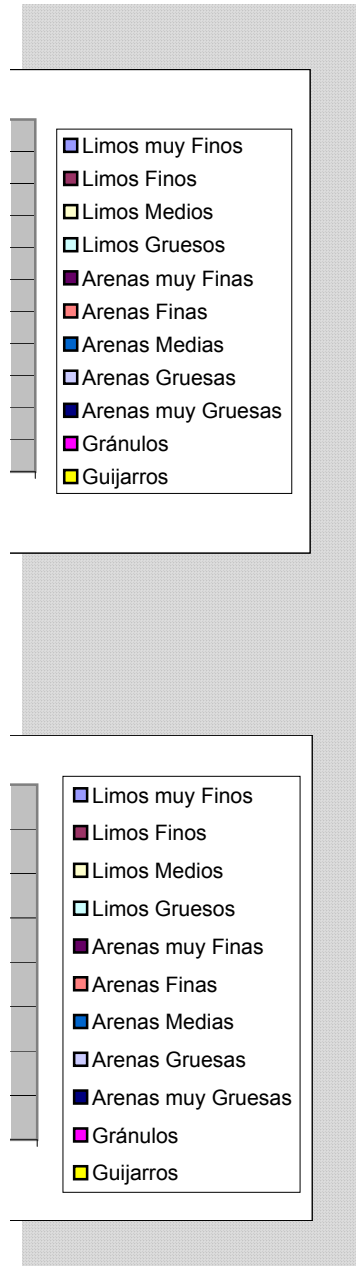 Limos muy Finos
Limos Finos
Limos Medios
Limos Gruesos
Arenas muy Finas
Arenas Finas
Arenas Medias
Arenas Gruesas
Arenas muy Gruesas
Gránulos
Guijarros
Limos muy Finos
Limos Finos
Limos Medios
Limos Gruesos
Arenas muy Finas
Arenas Finas
Arenas Medias
Arenas Gruesas
Arenas muy Gruesas
Gránulos
Guijarros